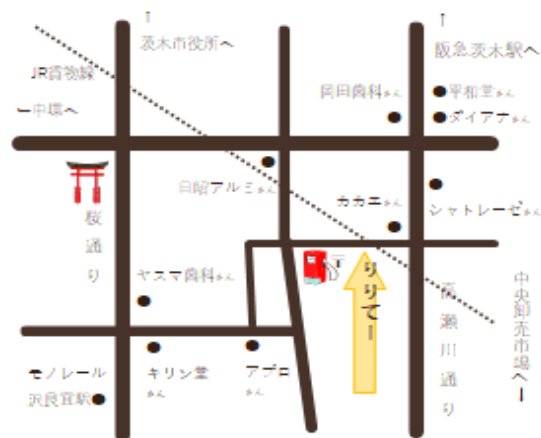 ↑
茨木市役所へ
↑
阪急茨木駅へ
JR貨物線
←中環へ
岡田歯科さん
平和堂さん
ダイアナさん
日昭アルミさん
カカエさん
シャトレーゼさん
桜通り
ヤスマ歯科さん
〒
りりてー
高瀬川通り
中央卸売市場へ→
モノレール
沢良宜駅
キリン堂
さん
アプロ
さん